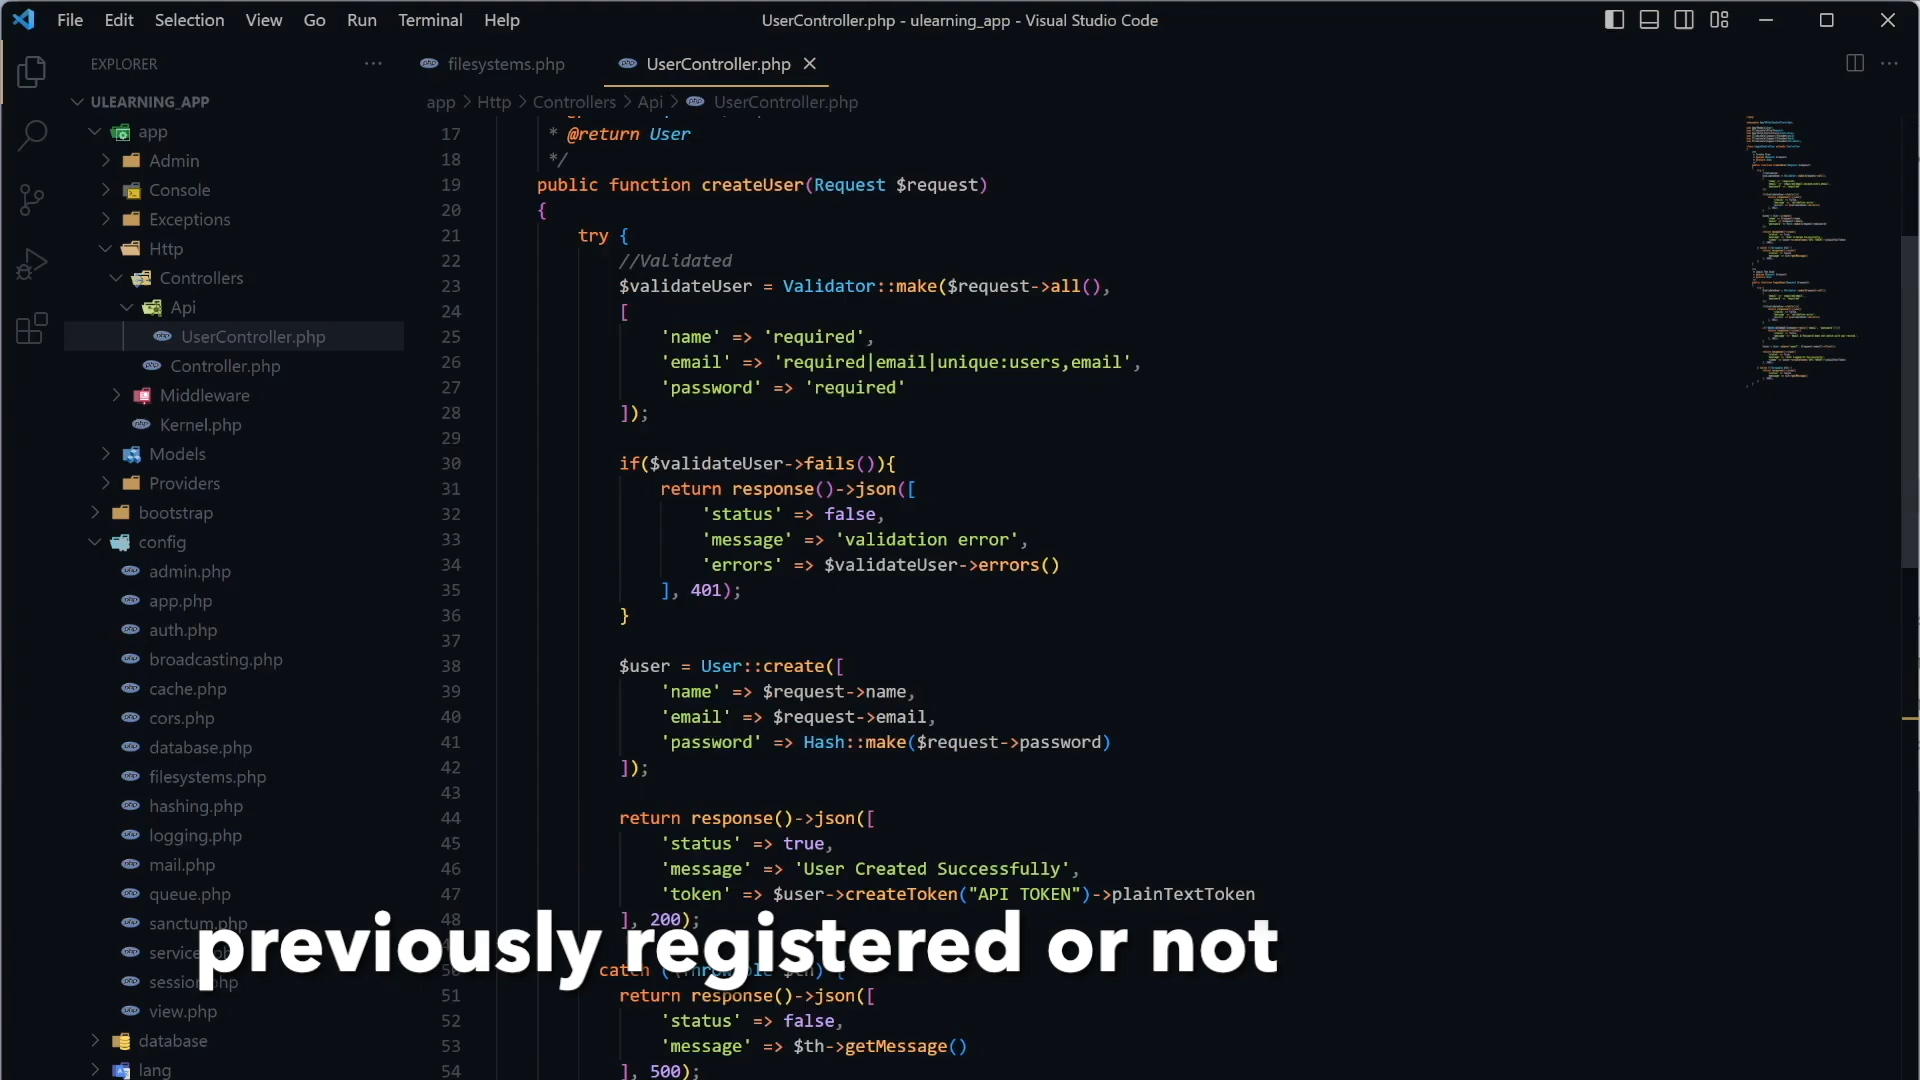 File Edit Selection View Go Run Terminal Help
UserController.php - ulearning_app - Visual Studio Code
EXPLORER
ULEARNING_APP
app
Admin
Console
Exceptions
Http
Controllers
Api
UserController.php
Controller.php
Middleware
Kernel.php
Models
Providers
bootstrap
config
admin.php
app.php
auth.php
broadcasting.php
cache.php
cors.php
database.php
filesystems.php
hashing.php
logging.php
mail.php
queue.php
sanctum.php
session.php
view.php
database
lang
filesystems.php
UserController.php
app > Http > Controllers > Api > UserController.php
17 * @return User
18 */
19 public function createUser(Request $request)
20 {
21 try {
22 //Validated
23 $validateUser = Validator::make($request->all(),
24 [
25 'name' => 'required',
26 'email' => 'required|email|unique:users,email',
27 'password' => 'required'
28 ]);
29
30 if($validateUser->fails()){
31 return response()->json([
32 'status' => false,
33 'message' => 'validation error',
34 'errors' => $validateUser->errors()
35 ], 401);
36 }
37
38 $user = User::create([
39 'name' => $request->name,
40 'email' => $request->email,
41 'password' => Hash::make($request->password)
42 ]);
43
44 return response()->json([
45 'status' => true,
46 'message' => 'User Created Successfully',
47 'token' => $user->createToken("API TOKEN")->plainTextToken
48 ], 200);
catch (\Throwable $th) {
51 return response()->json([
52 'status' => false,
53 'message' => $th->getMessage()
54 ], 500);
previously registered or not